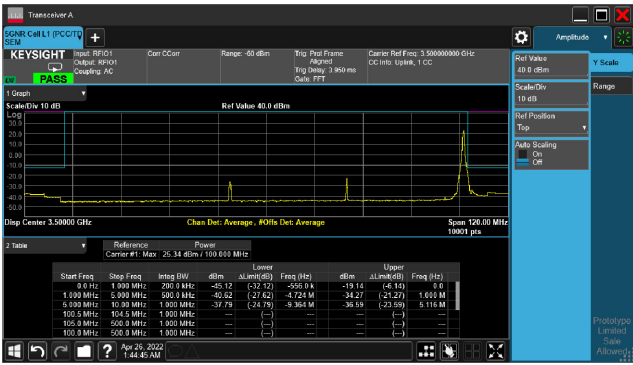 Transceiver A
5GNR Cell L1 (PCC/TD
SEM
Amplitude
KEYSIGHT
Input: RFIO1
Output: RFIO1
Coupling: AC
Corr CCorr
Range: -60 dBm
Trig: Prot Frame
Aligned
Trig Delay: 3.950 ms
Gate: FFT
Carrier Ref Freq: 3.500000000 GHz
CC Info: Uplink, 1 CC
PASS
Ref Value
40.0 dBm
Y Scale
Scale/Div
10 dB
Range
Ref Position
Top
Auto Scaling
On
Off
1 Graph
Scale/Div 10 dB
Ref Value 40.0 dBm
Log
30.0
20.0
10.0
0.00
-10.0
-20.0
-30.0
-40.0
-50.0
Disp Center 3.50000 GHz
Chan Det: Average , #Offs Det: Average
Span 120.00 MHz
10001 pts
2 Table
Reference Power
Carrier #1: Max 25.34 dBm / 100.000 MHz
Lower Upper
Start Freq Stop Freq Integ BW dBm ΔLimit(dB) Freq (Hz) dBm ΔLimit(dB) Freq (Hz)
0.0 Hz 1.000 MHz 200.0 kHz -45.12 (-32.12) -556.0 k -19.14 (-6.14) 0.0
1.000 MHz 5.000 MHz 500.0 kHz -40.62 (-27.62) -4.724 M -34.27 (-21.27) 1.000 M
5.000 MHz 10.00 MHz 1.000 MHz -37.79 (-24.79) -9.364 M -36.59 (-23.59) 5.116 M
100.5 MHz 104.5 MHz 1.000 MHz --- (---) --- --- (---) ---
105.0 MHz 500.0 MHz 1.000 MHz --- (---) --- --- (---) ---
100.0 MHz 500.0 MHz 1.000 MHz --- (---) --- --- (---) ---
Prototype
Limited
Sale
Allowed
Apr 26, 2022
1:44:45 AM